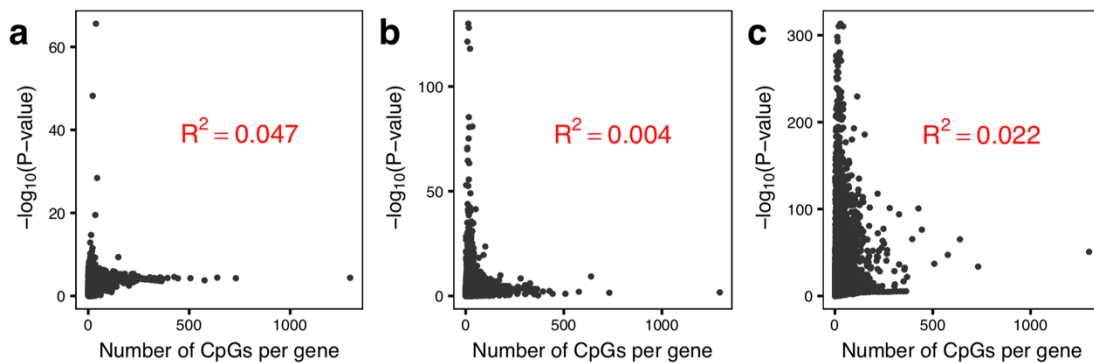 a
−log₁₀(P−value)
60
40
20
0
R² = 0.047
0 500 1000
Number of CpGs per gene
b
−log₁₀(P−value)
100
50
0
R² = 0.004
0 500 1000
Number of CpGs per gene
c
−log₁₀(P−value)
300
200
100
0
R² = 0.022
0 500 1000
Number of CpGs per gene